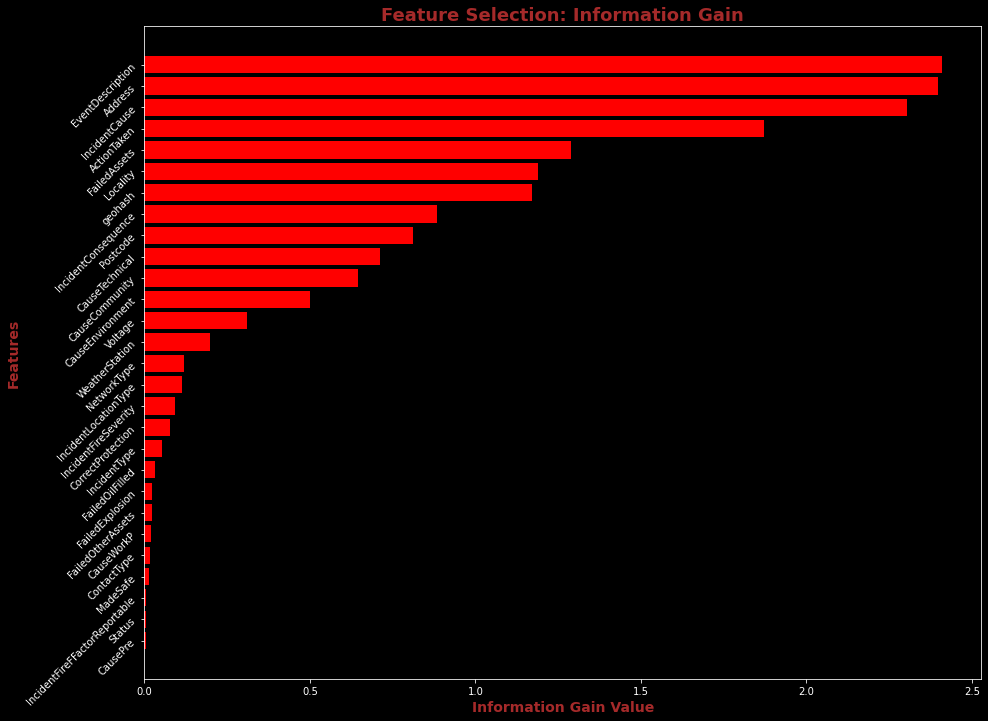 Feature Selection: Information Gain
EventDescription
Address
IncidentCause
ActionTaken
FailedAssets
Locality
geohash
IncidentConsequence
Postcode
CauseTechnical
CauseCommunity
CauseEnvironment
Voltage
WeatherStation
NetworkType
IncidentLocationType
IncidentFireSeverity
CorrectProtection
IncidentType
FailedOilFilled
FailedExplosion
FailedOtherAssets
CauseWorkP
ContactType
MadeSafe
IncidentFireFFactorReportable
Status
CausePre
Features
0.0
0.5
1.0
1.5
2.0
2.5
Information Gain Value